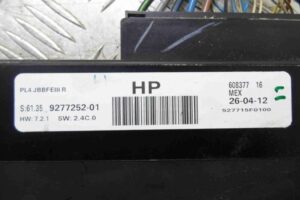 PL4 JBBFEIII R
HP
608377 16
MEX
S:61.35 9277252-01
26-04-12
HW: 7.2.1 SW: 2.4C.0
927715F0100